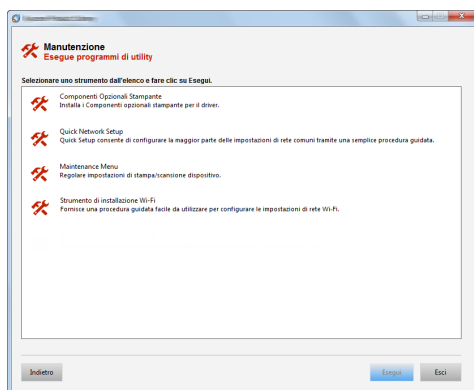 Manutenzione
Esegue programmi di utility
Selezionare uno strumento dall'elenco e fare clic su Esegui.
Componenti Opzionali Stampante
Installa i Componenti opzionali stampante per il driver.
Quick Network Setup
Quick Setup consente di configurare la maggior parte delle impostazioni di rete comuni tramite una semplice procedura guidata.
Maintenance Menu
Regolare impostazioni di stampa/scansione dispositivo.
Strumento di installazione Wi-Fi
Fornisce una procedura guidata facile da utilizzare per configurare le impostazioni di rete Wi-Fi.
Indietro
Esegui
Esci